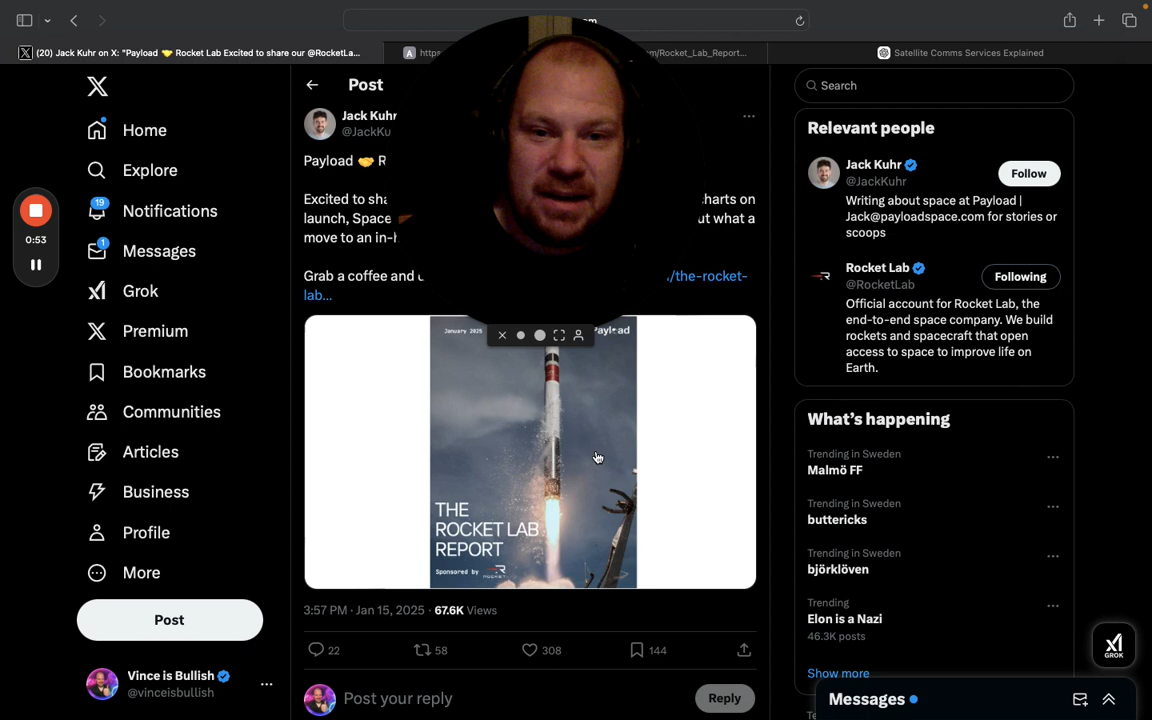 (20) Jack Kuhr on X: "Payload 🤝 Rocket Lab Excited to share our @RocketLa...
Satellite Comms Services Explained
Home
Explore
19
Notifications
1
Messages
Grok
Premium
Bookmarks
Communities
Articles
Business
Profile
More
Post
Vince is Bullish
@vinceisbullish
0:53
Post
Jack Kuhr
@JackKu
Payload 🤝 R
Excited to sha
harts on
launch, Space
ut what a
move to an in-h
Grab a coffee and
/the-rocket-
lab...
January 2025
Payload
THE
ROCKET LAB
REPORT
Sponsored by
3:57 PM · Jan 15, 2025 · 67.6K Views
22
58
308
144
Post your reply
Reply
Search
Relevant people
Jack Kuhr
@JackKuhr
Follow
Writing about space at Payload |
Jack@payloadspace.com for stories or
scoops
Rocket Lab
@RocketLab
Following
Official account for Rocket Lab, the
end-to-end space company. We build
rockets and spacecraft that open
access to space to improve life on
Earth.
What's happening
Trending in Sweden
Malmö FF
Trending in Sweden
buttericks
Trending in Sweden
björklöven
Trending
Elon is a Nazi
46.3K posts
Show more
GROK
Messages